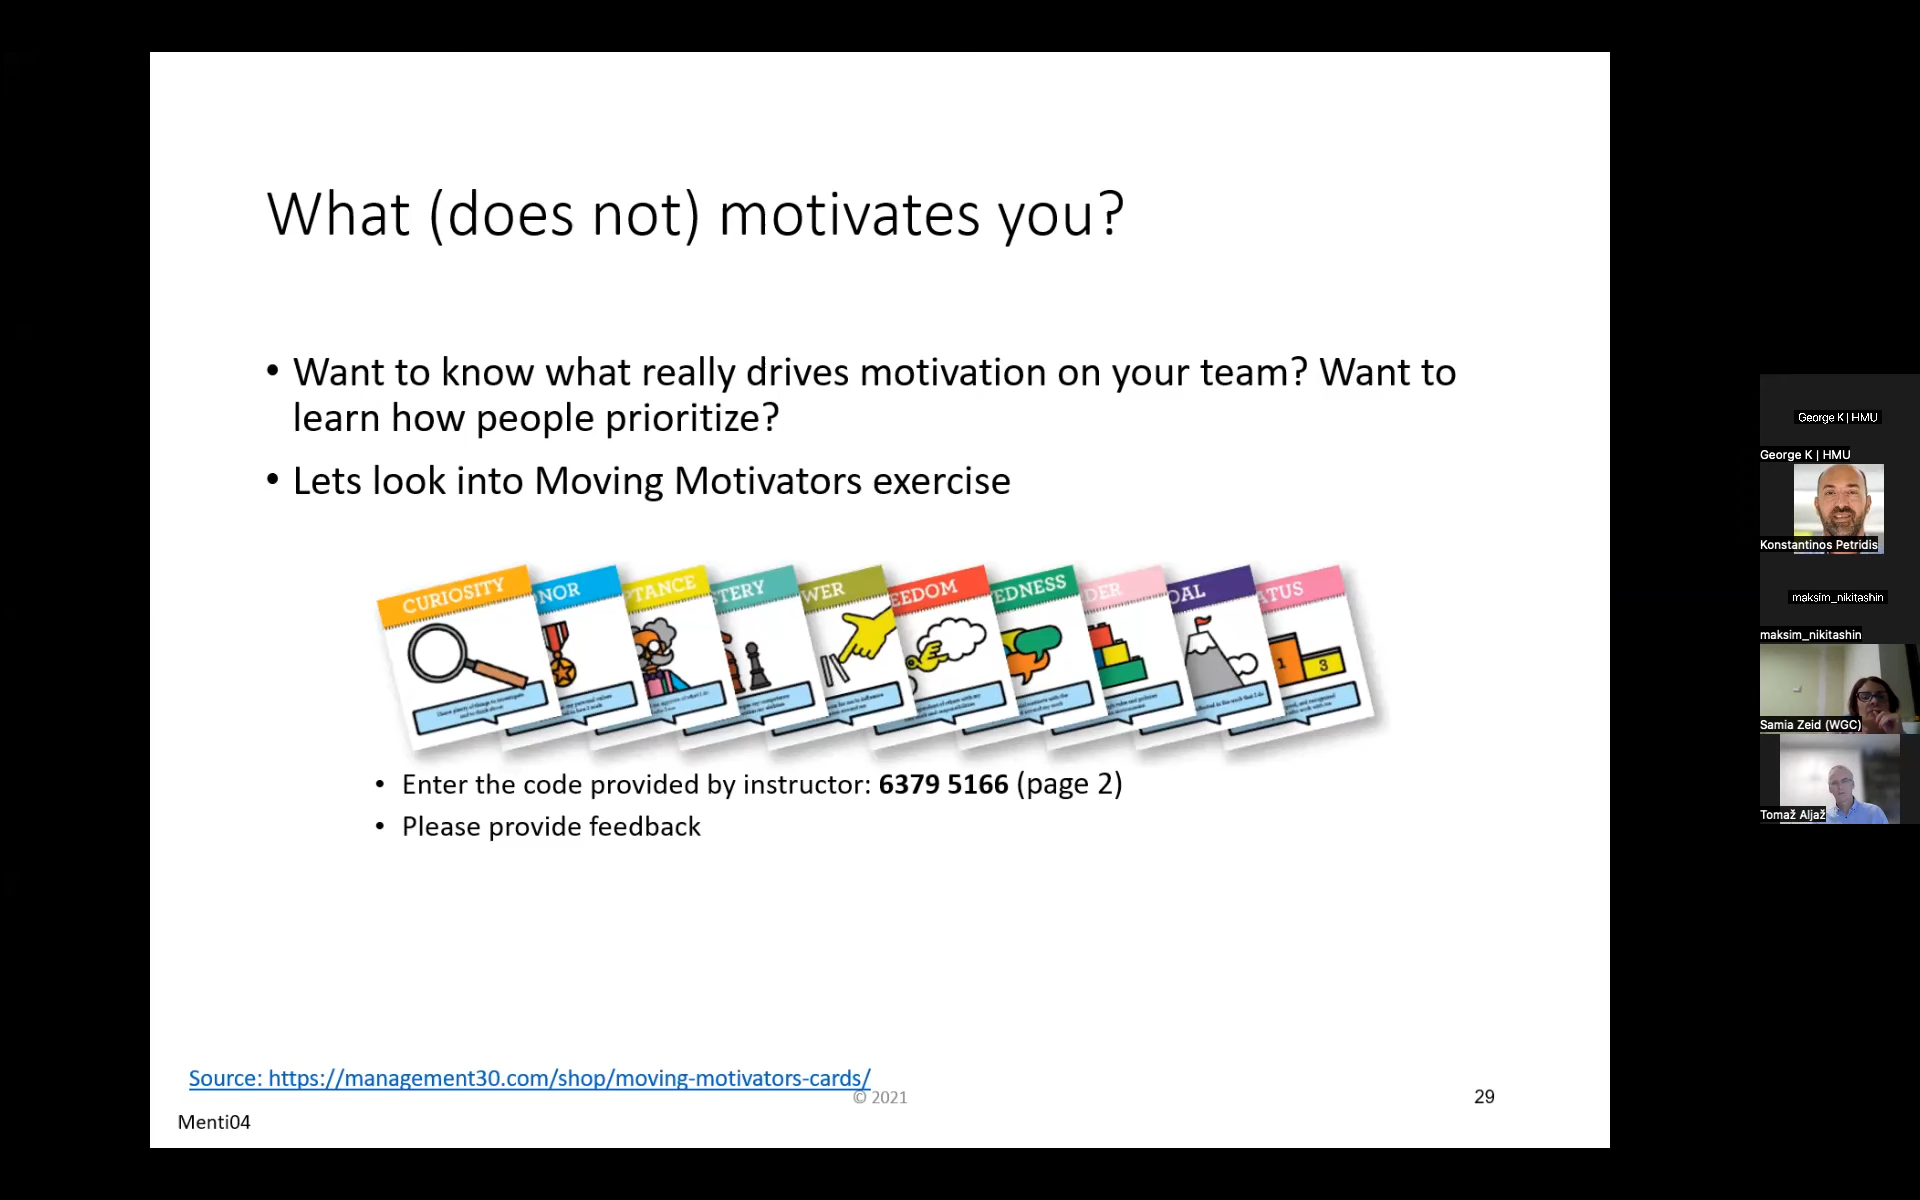 What (does not) motivates you?
• Want to know what really drives motivation on your team? Want to
learn how people prioritize?
• Lets look into Moving Motivators exercise
CURIOSITY
NOR
PTANCE
TERY
WER
EEDOM
EDNESS
DER
OAL
ATUS
1
3
• Enter the code provided by instructor: 6379 5166 (page 2)
• Please provide feedback
Source: https://management30.com/shop/moving-motivators-cards/
© 2021
29
Menti04
George K | HMU
George K | HMU
Konstantinos Petridis
maksim_nikitashin
maksim_nikitashin
Samia Zeid (WGC)
Tomaž Aljaž